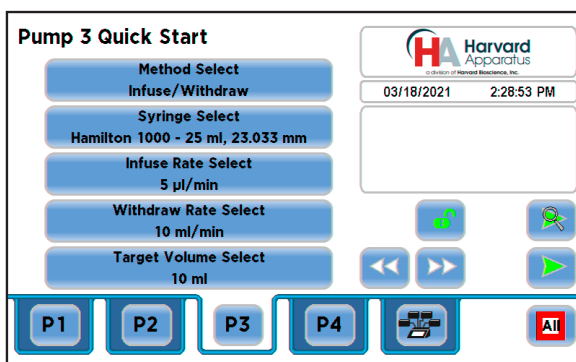 Pump 3 Quick Start
Method Select
Infuse/Withdraw
Syringe Select
Hamilton 1000 - 25 ml, 23.033 mm
Infuse Rate Select
5 µl/min
Withdraw Rate Select
10 ml/min
Target Volume Select
10 ml
HA Harvard
Apparatus
a division of Harvard Bioscience, Inc.
03/18/2021 2:28:53 PM
P1 P2 P3 P4 All